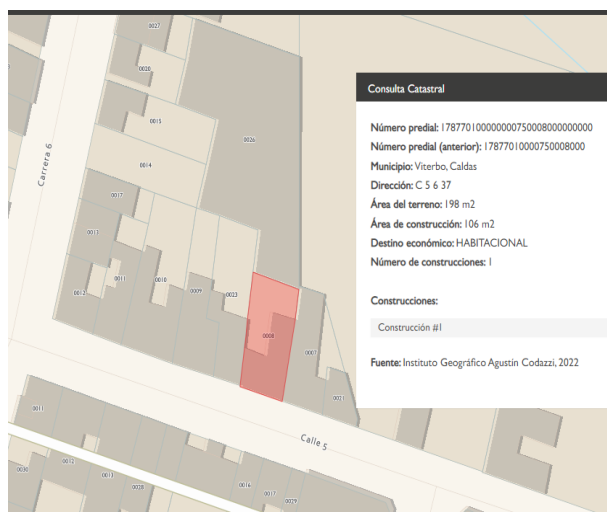 0027
0020
0015
0026
0014
Carrera 6
0017
0013
0011
0010
0012
0009
0023
0008
0007
0021
Calle 5
0011
0012
0030
0013
0028
0016
0017
0029
Consulta Catastral
Número predial: 178770100000000750008000000000
Número predial (anterior): 17877010000750008000
Municipio: Viterbo, Caldas
Dirección: C 5 6 37
Área del terreno: 198 m2
Área de construcción: 106 m2
Destino económico: HABITACIONAL
Número de construcciones: 1
Construcciones:
Construcción #1
Fuente: Instituto Geográfico Agustín Codazzi, 2022